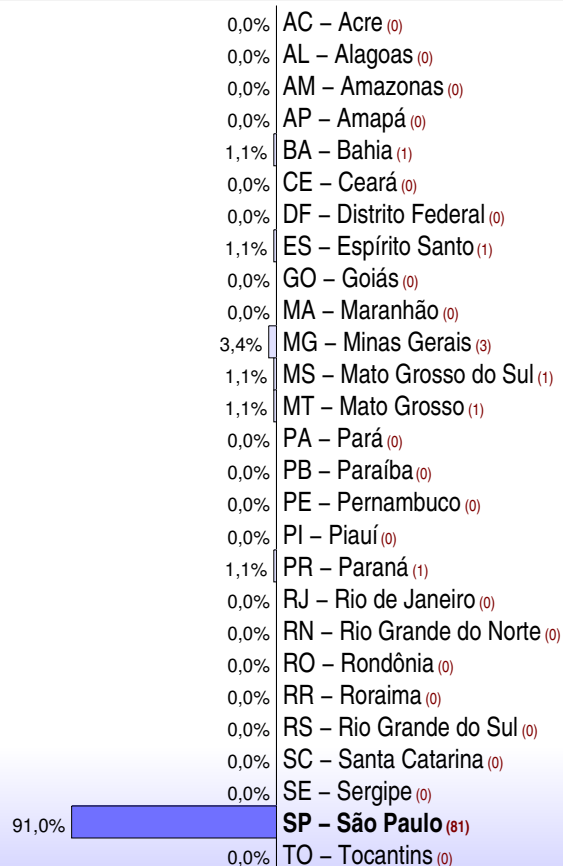 0,0% AC – Acre (0)
0,0% AL – Alagoas (0)
0,0% AM – Amazonas (0)
0,0% AP – Amapá (0)
1,1% BA – Bahia (1)
0,0% CE – Ceará (0)
0,0% DF – Distrito Federal (0)
1,1% ES – Espírito Santo (1)
0,0% GO – Goiás (0)
0,0% MA – Maranhão (0)
3,4% MG – Minas Gerais (3)
1,1% MS – Mato Grosso do Sul (1)
1,1% MT – Mato Grosso (1)
0,0% PA – Pará (0)
0,0% PB – Paraíba (0)
0,0% PE – Pernambuco (0)
0,0% PI – Piauí (0)
1,1% PR – Paraná (1)
0,0% RJ – Rio de Janeiro (0)
0,0% RN – Rio Grande do Norte (0)
0,0% RO – Rondônia (0)
0,0% RR – Roraima (0)
0,0% RS – Rio Grande do Sul (0)
0,0% SC – Santa Catarina (0)
0,0% SE – Sergipe (0)
91,0% SP – São Paulo (81)
0,0% TO – Tocantins (0)